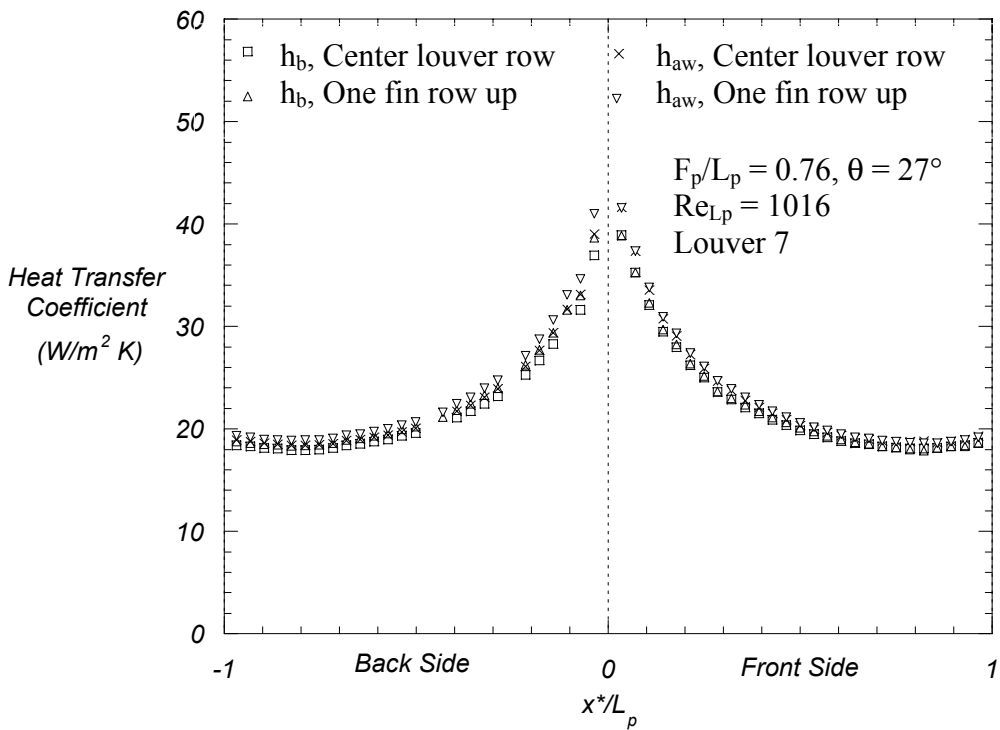 60
50
40
30
20
10
0
Heat Transfer
Coefficient
(W/m² K)
□ h_b, Center louver row
△ h_b, One fin row up
× h_aw, Center louver row
▽ h_aw, One fin row up
F_p/L_p = 0.76, θ = 27°
Re_Lp = 1016
Louver 7
-1 Back Side 0 Front Side 1
x*/L_p